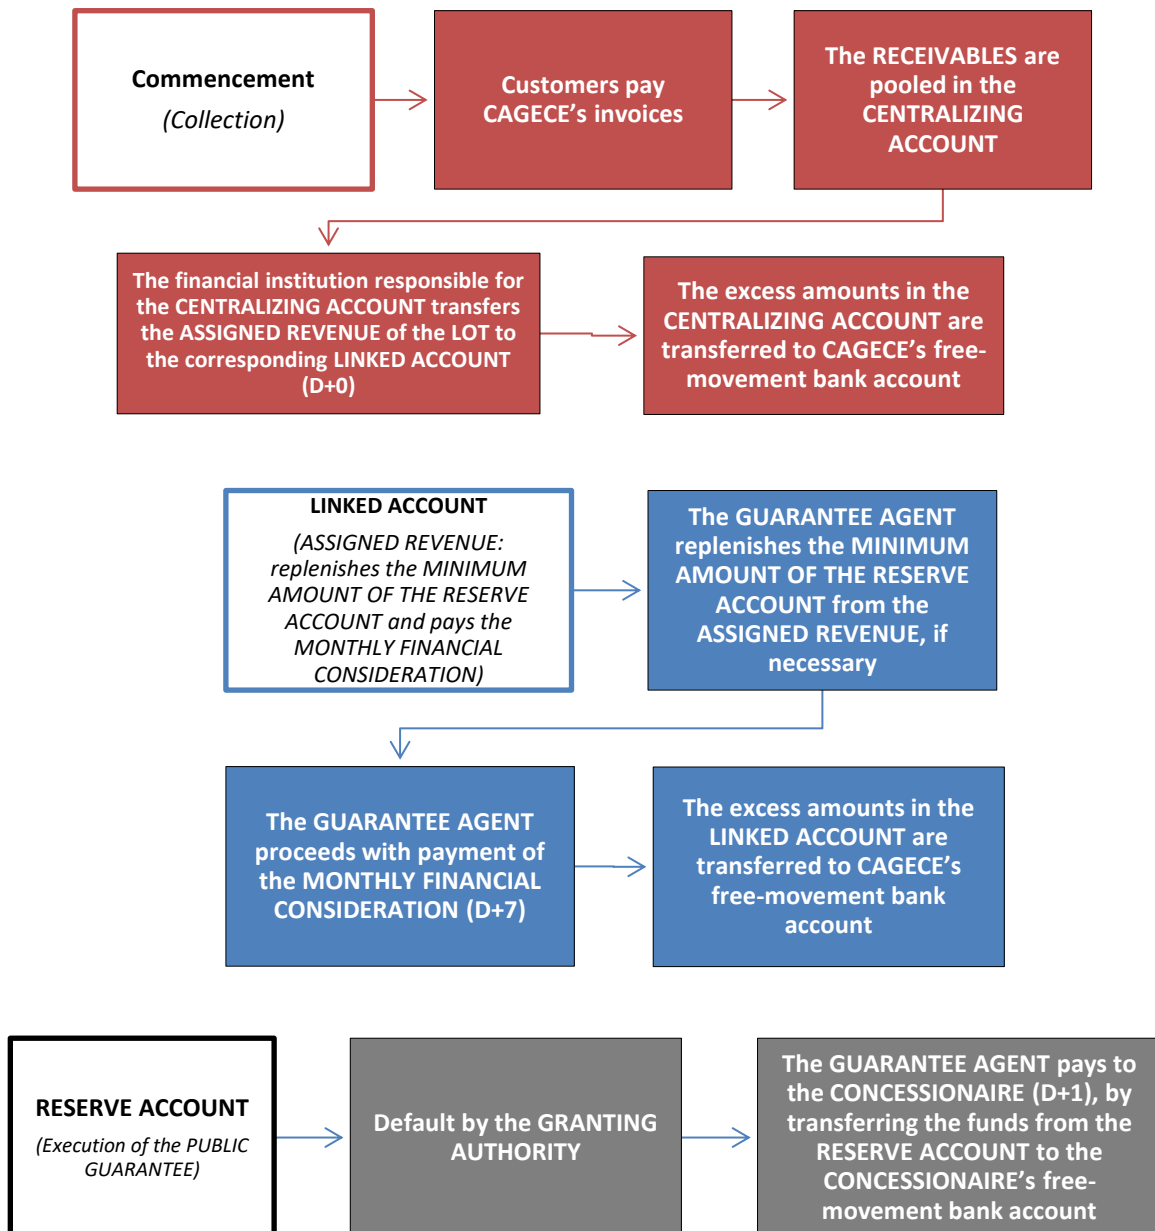 Commencement
(Collection)
Customers pay
CAGECE's invoices
The RECEIVABLES are
pooled in the
CENTRALIZING
ACCOUNT
The financial institution responsible for
the CENTRALIZING ACCOUNT transfers
the ASSIGNED REVENUE of the LOT to
the corresponding LINKED ACCOUNT
(D+0)
The excess amounts in the
CENTRALIZING ACCOUNT are
transferred to CAGECE's free-
movement bank account
LINKED ACCOUNT
(ASSIGNED REVENUE:
replenishes the MINIMUM
AMOUNT OF THE RESERVE
ACCOUNT and pays the
MONTHLY FINANCIAL
CONSIDERATION)
The GUARANTEE AGENT
replenishes the MINIMUM
AMOUNT OF THE RESERVE
ACCOUNT from the
ASSIGNED REVENUE, if
necessary
The GUARANTEE AGENT
proceeds with payment of
the MONTHLY FINANCIAL
CONSIDERATION (D+7)
The excess amounts in the
LINKED ACCOUNT are
transferred to CAGECE's
free-movement bank
account
RESERVE ACCOUNT
(Execution of the PUBLIC
GUARANTEE)
Default by the GRANTING
AUTHORITY
The GUARANTEE AGENT pays to
the CONCESSIONAIRE (D+1), by
transferring the funds from the
RESERVE ACCOUNT to the
CONCESSIONAIRE's free-
movement bank account